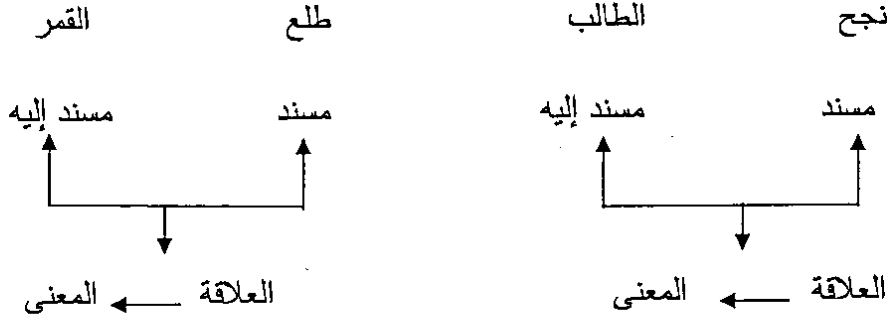 نجح الطالب طلع القمر
مسند مسند إليه مسند مسند إليه
العلاقة المعنى العلاقة المعنى